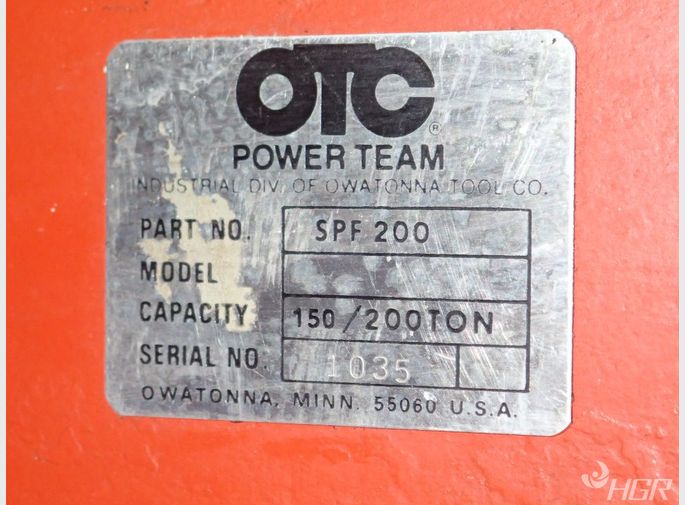 OTC ®
POWER TEAM
INDUSTRIAL DIV. OF OWATONNA TOOL CO.
PART NO. SPF 200
MODEL
CAPACITY 150/200TON
SERIAL NO. 1035
OWATONNA, MINN. 55060 U.S.A.
HGR